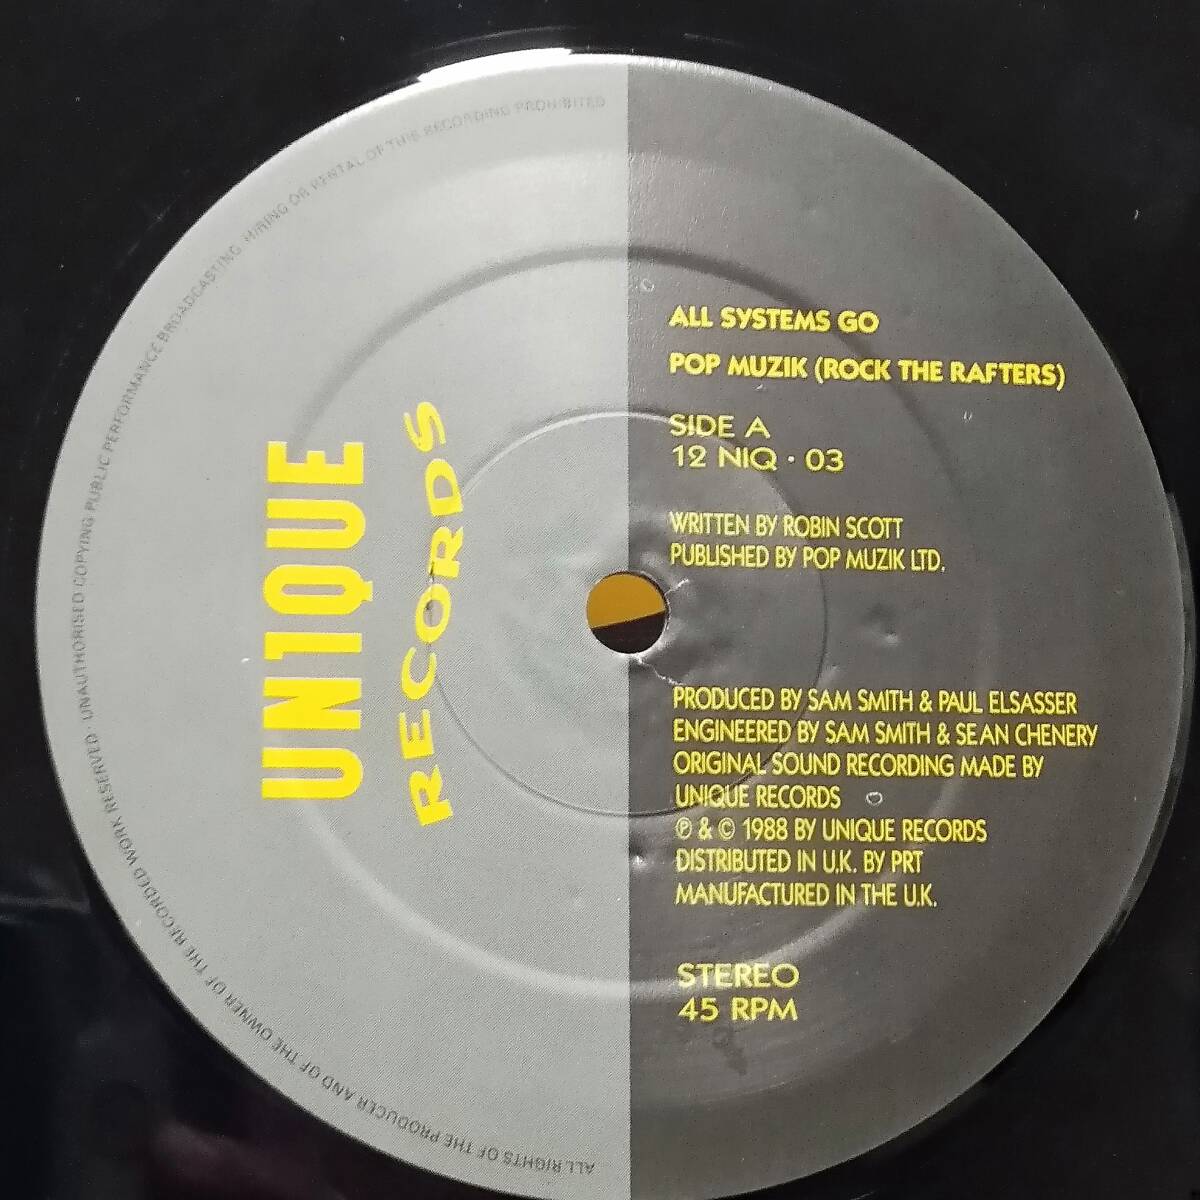 ALL RIGHTS OF THE PRODUCER AND OF THE OWNER OF THE RECORDED WORK RESERVED · UNAUTHORISED COPYING PUBLIC PERFORMANCE BROADCASTING HIRING OR RENTAL OF THIS RECORDING PROHIBITED
UN1QUE
RECORDS
ALL SYSTEMS GO
POP MUZIK (ROCK THE RAFTERS)
SIDE A
12 NIQ · 03
WRITTEN BY ROBIN SCOTT
PUBLISHED BY POP MUZIK LTD.
PRODUCED BY SAM SMITH & PAUL ELSASSER
ENGINEERED BY SAM SMITH & SEAN CHENERY
ORIGINAL SOUND RECORDING MADE BY
UNIQUE RECORDS
℗ & © 1988 BY UNIQUE RECORDS
DISTRIBUTED IN U.K. BY PRT
MANUFACTURED IN THE U.K.
STEREO
45 RPM